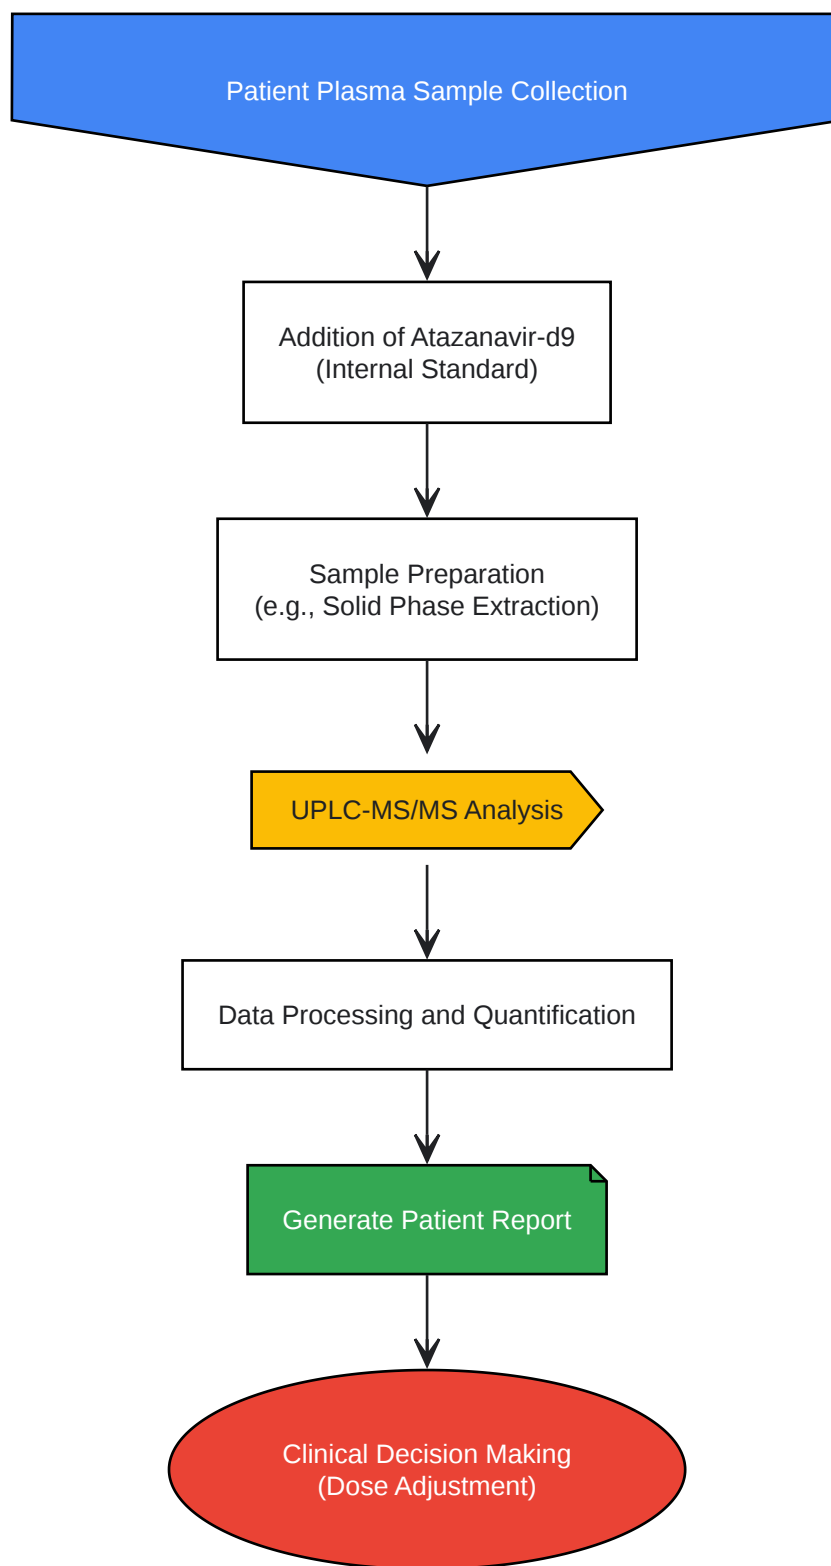 Patient Plasma Sample Collection
Addition of Atazanavir-d9
(Internal Standard)
Sample Preparation
(e.g., Solid Phase Extraction)
UPLC-MS/MS Analysis
Data Processing and Quantification
Generate Patient Report
Clinical Decision Making
(Dose Adjustment)